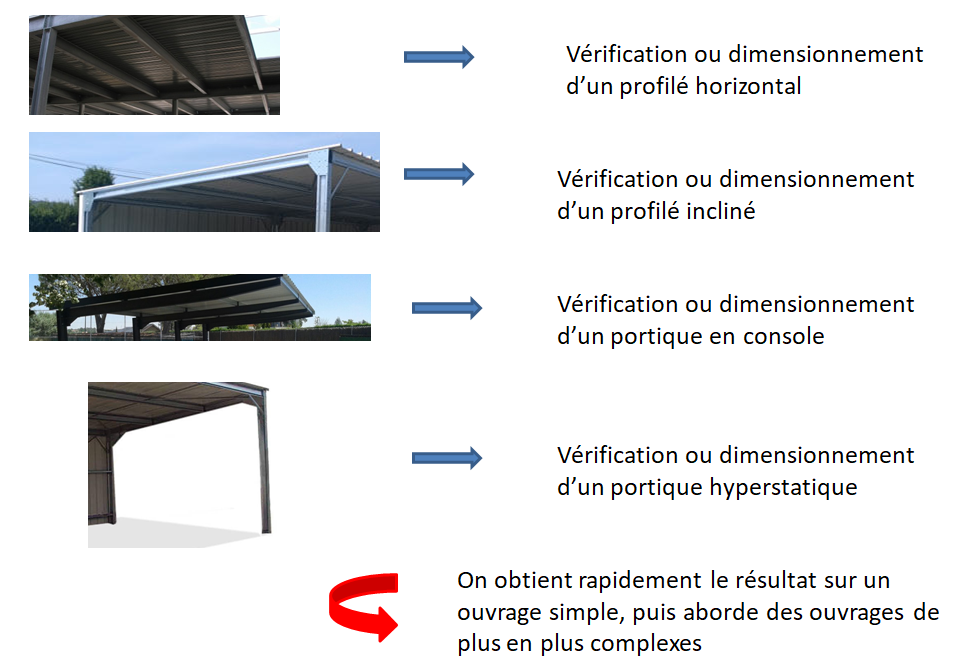 Vérification ou dimensionnement
d’un profilé horizontal
Vérification ou dimensionnement
d’un profilé incliné
Vérification ou dimensionnement
d’un portique en console
Vérification ou dimensionnement
d’un portique hyperstatique
On obtient rapidement le résultat sur un
ouvrage simple, puis aborde des ouvrages de
plus en plus complexes